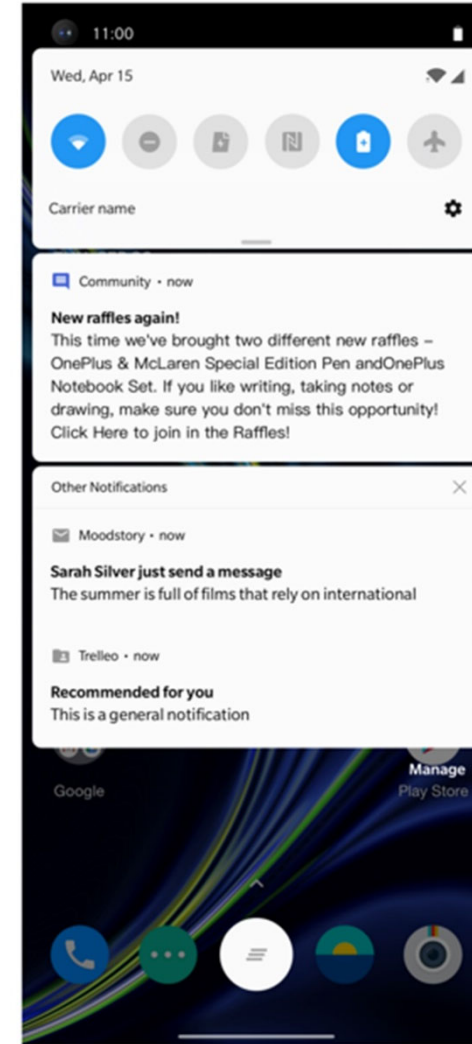 11:00
Wed, Apr 15
Carrier name
Community • now
New raffles again!
This time we've brought two different new raffles –
OnePlus & McLaren Special Edition Pen andOnePlus
Notebook Set. If you like writing, taking notes or
drawing, make sure you don't miss this opportunity!
Click Here to join in the Raffles!
Other Notifications
Moodstory • now
Sarah Silver just send a message
The summer is full of films that rely on international
Trelleo • now
Recommended for you
This is a general notification
Manage
Google
Play Store